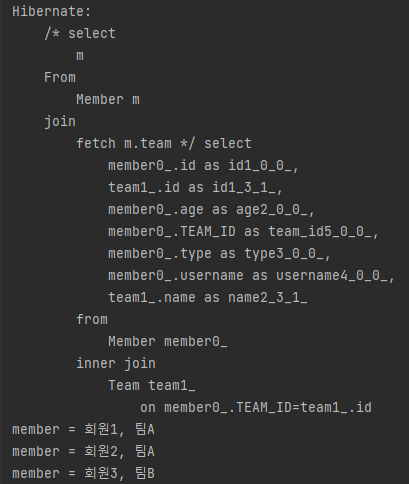 Hibernate:
    /* select
        m
    From
        Member m
    join
        fetch m.team */ select
            member0_.id as id1_0_0_,
            team1_.id as id1_3_1_,
            member0_.age as age2_0_0_,
            member0_.TEAM_ID as team_id5_0_0_,
            member0_.type as type3_0_0_,
            member0_.username as username4_0_0_,
            team1_.name as name2_3_1_
        from
            Member member0_
        inner join
            Team team1_
                on member0_.TEAM_ID=team1_.id
member = 회원1, 팀A
member = 회원2, 팀A
member = 회원3, 팀B